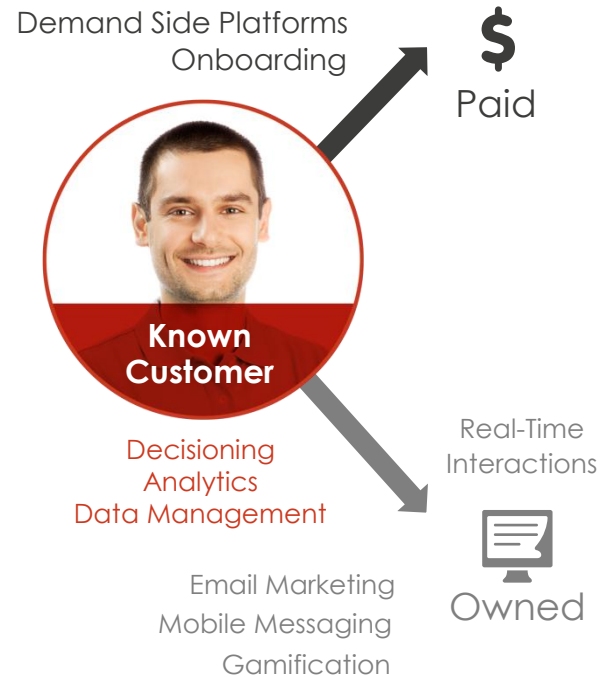 Demand Side Platforms
Onboarding
$
Paid
Known
Customer
Decisioning
Analytics
Data Management
Real-Time
Interactions
Owned
Email Marketing
Mobile Messaging
Gamification